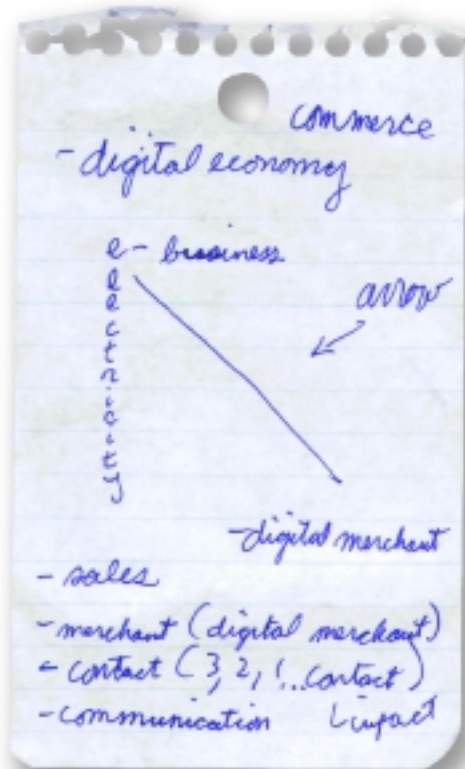 commerce
- digital economy
e - business
electricity
arrow
- digital merchant
- sales
- merchant (digital merchant)
- contact (3, 2, 1...contact)
- communication
impact